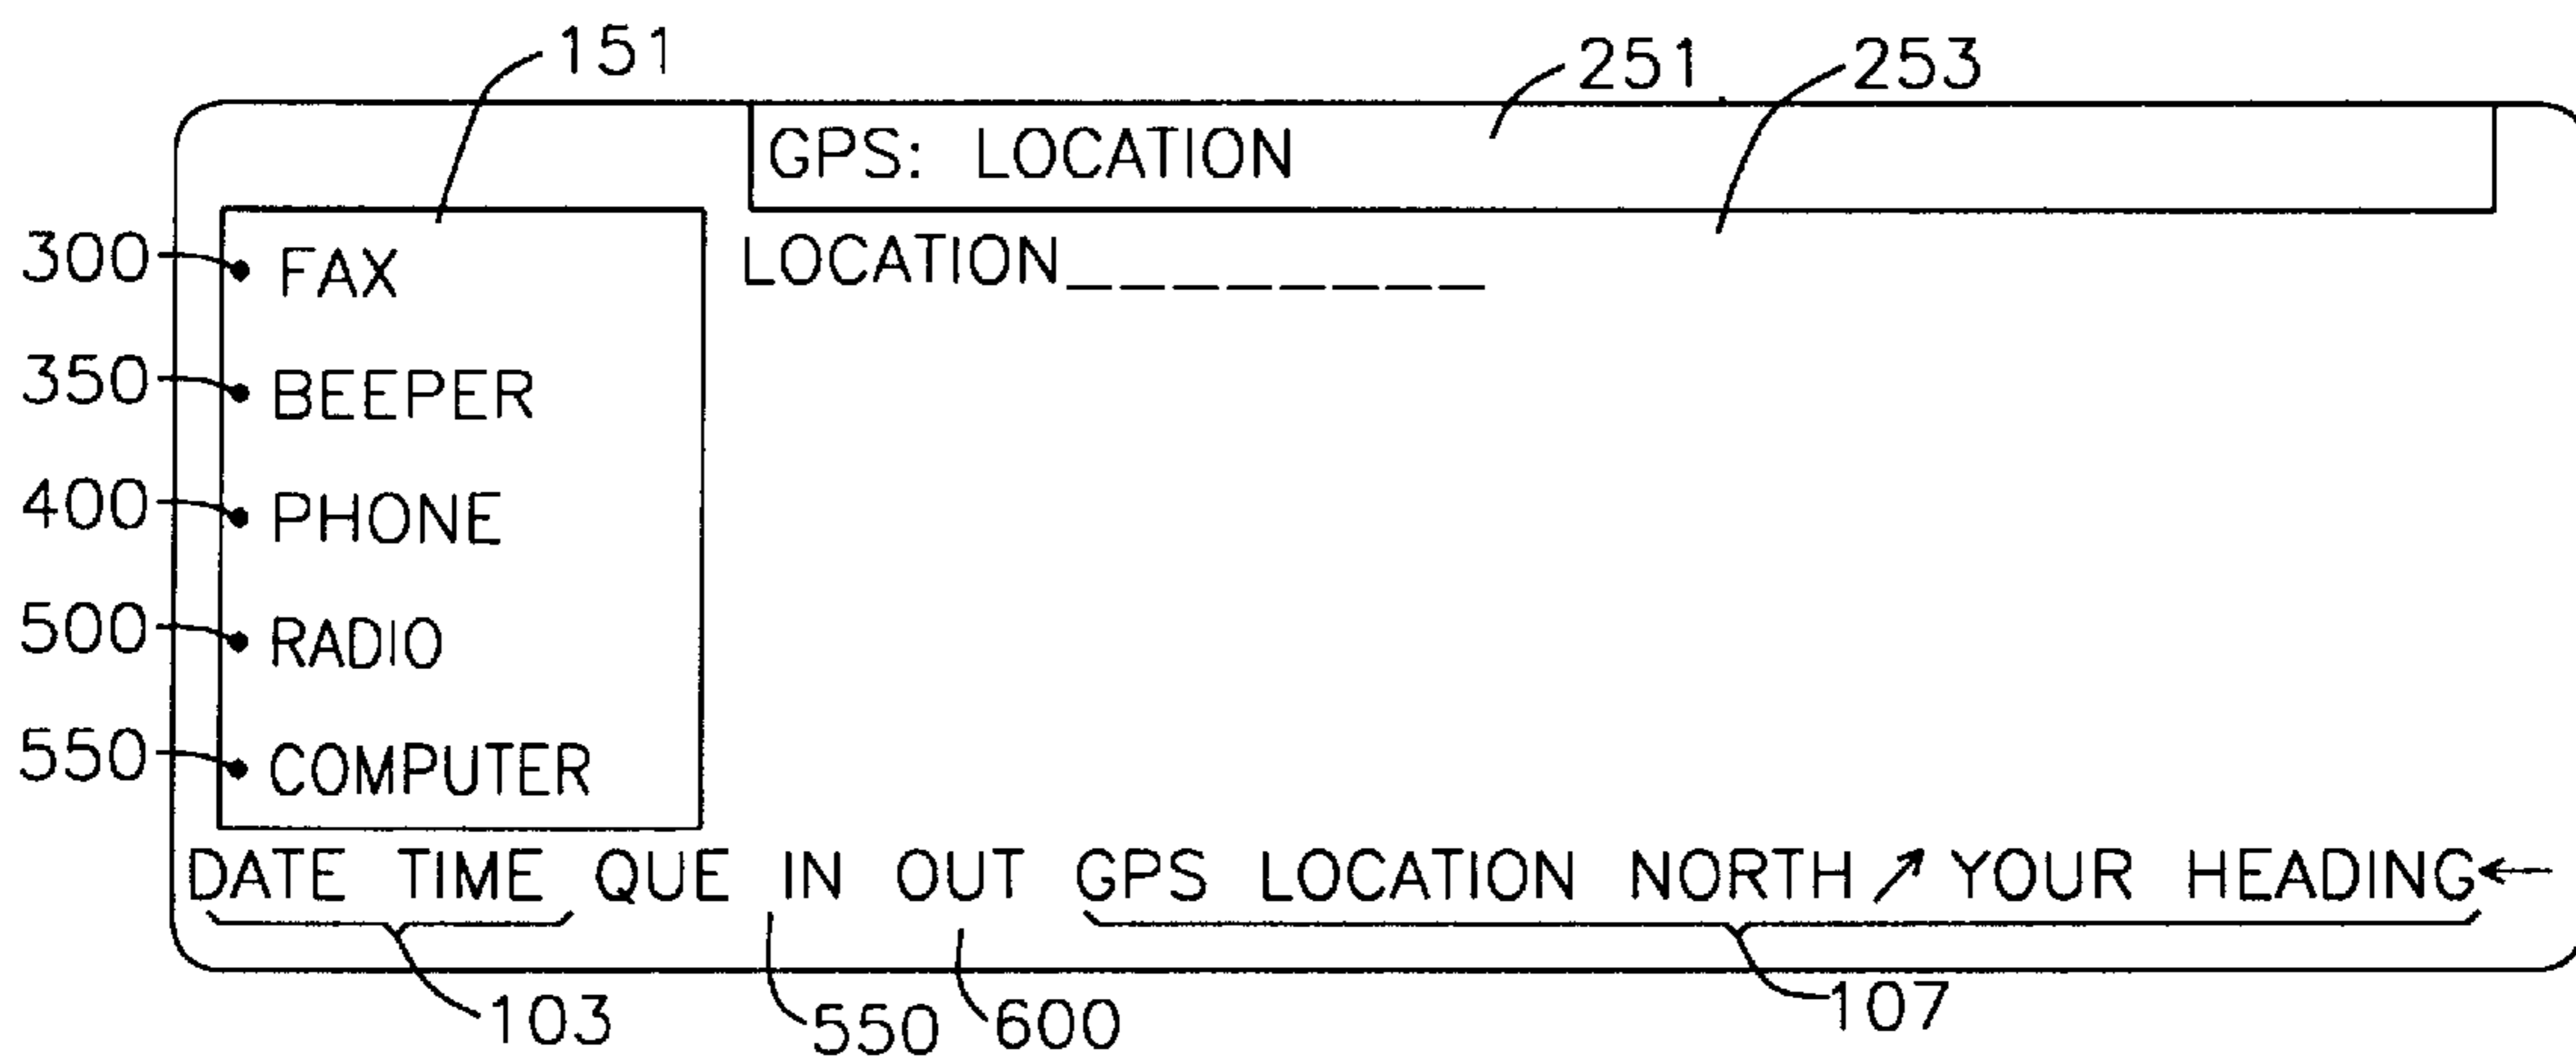 151
251
253
GPS: LOCATION
300 FAX
LOCATION_ _ _ _ _ _ _ _
350 BEEPER
400 PHONE
500 RADIO
550 COMPUTER
DATE TIME QUE IN OUT GPS LOCATION NORTH ↗ YOUR HEADING ←
103
550
600
107